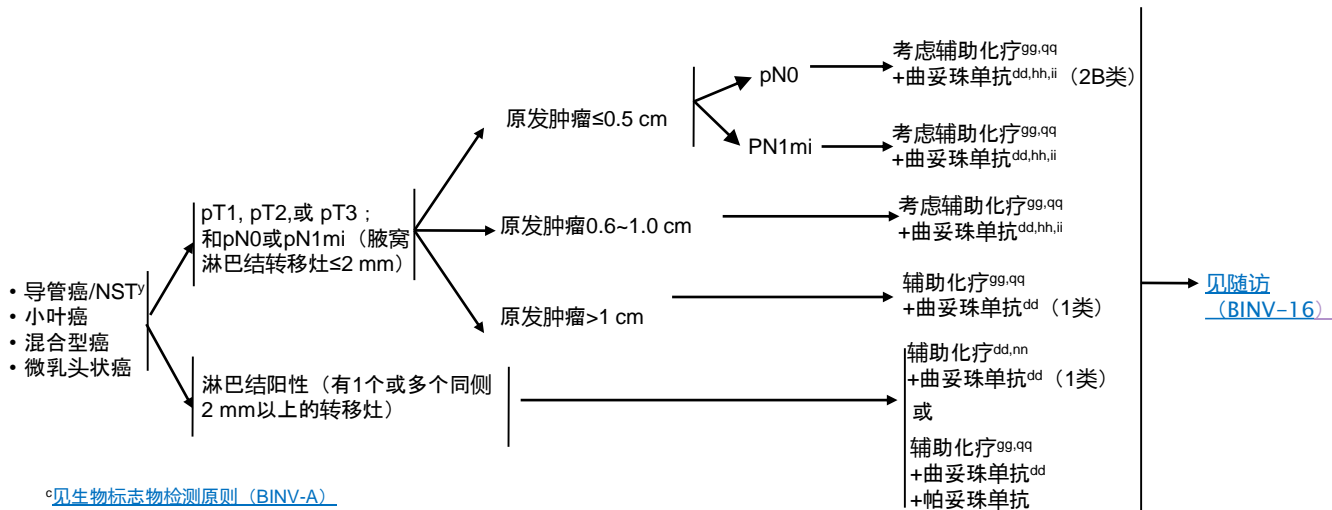 • 导管癌/NSTy
• 小叶癌
• 混合型癌
• 微乳头状癌
pT1, pT2,或 pT3；
和pN0或pN1mi（腋窝
淋巴结转移灶≤2 mm）
淋巴结阳性（有1个或多个同侧
2 mm以上的转移灶）
原发肿瘤≤0.5 cm
原发肿瘤0.6~1.0 cm
原发肿瘤>1 cm
pN0
PN1mi
考虑辅助化疗gg,qq
+曲妥珠单抗dd,hh,ii（2B类）
考虑辅助化疗gg,qq
+曲妥珠单抗dd,hh,ii
考虑辅助化疗gg,qq
+曲妥珠单抗dd,hh,ii
辅助化疗gg,qq
+曲妥珠单抗dd（1类）
辅助化疗dd,nn
+曲妥珠单抗dd（1类）
或
辅助化疗gg,qq
+曲妥珠单抗dd
+帕妥珠单抗
见随访
（BINV-16）
c见生物标志物检测原则（BINV-A）